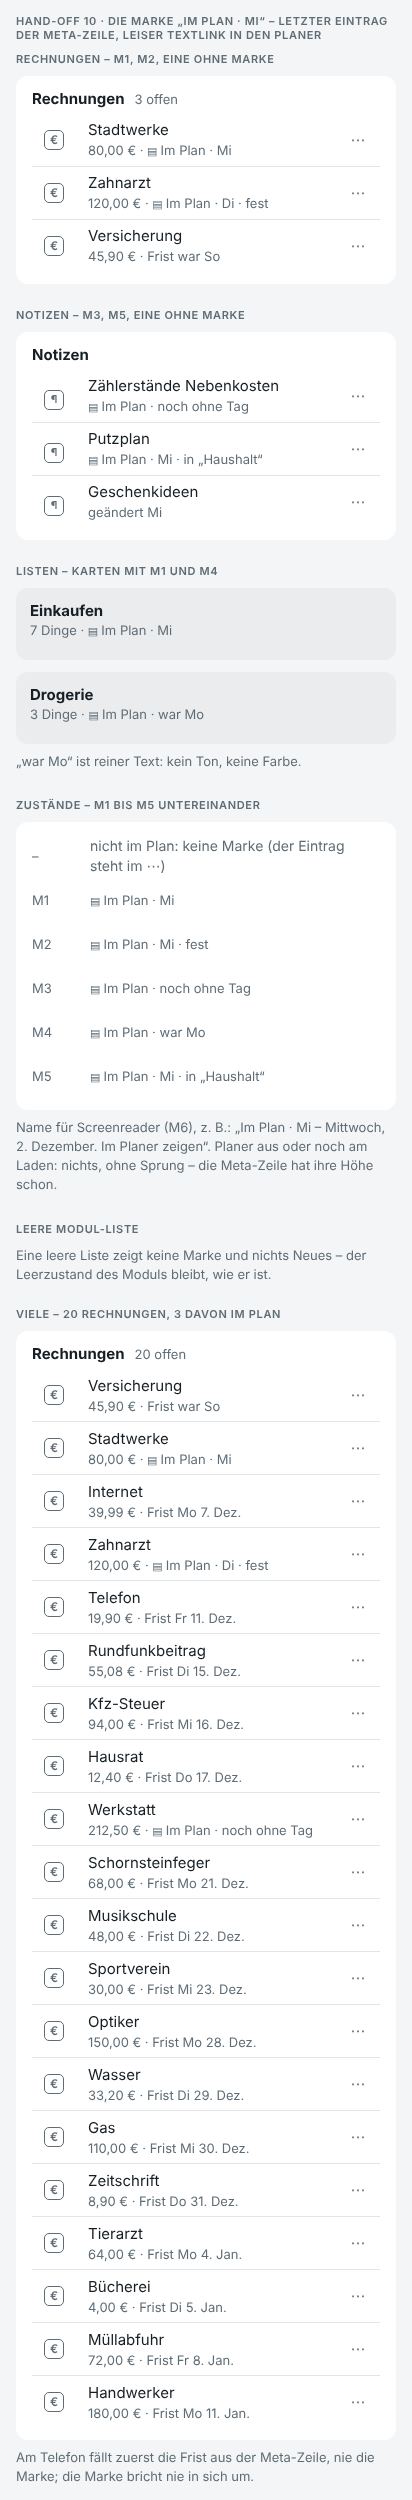 HAND-OFF 10 · DIE MARKE „IM PLAN · MI“ – LETZTER EINTRAG
DER META-ZEILE, LEISER TEXTLINK IN DEN PLANER
RECHNUNGEN – M1, M2, EINE OHNE MARKE
Rechnungen 3 offen
€ Stadtwerke ⋯
80,00 € · ▤ Im Plan · Mi
€ Zahnarzt ⋯
120,00 € · ▤ Im Plan · Di · fest
€ Versicherung ⋯
45,90 € · Frist war So
NOTIZEN – M3, M5, EINE OHNE MARKE
Notizen
¶ Zählerstände Nebenkosten ⋯
▤ Im Plan · noch ohne Tag
¶ Putzplan ⋯
▤ Im Plan · Mi · in „Haushalt“
¶ Geschenkideen ⋯
geändert Mi
LISTEN – KARTEN MIT M1 UND M4
Einkaufen
7 Dinge · ▤ Im Plan · Mi
Drogerie
3 Dinge · ▤ Im Plan · war Mo
„war Mo“ ist reiner Text: kein Ton, keine Farbe.
ZUSTÄNDE – M1 BIS M5 UNTEREINANDER
– nicht im Plan: keine Marke (der Eintrag
steht im ⋯)
M1 ▤ Im Plan · Mi
M2 ▤ Im Plan · Mi · fest
M3 ▤ Im Plan · noch ohne Tag
M4 ▤ Im Plan · war Mo
M5 ▤ Im Plan · Mi · in „Haushalt“
Name für Screenreader (M6), z. B.: „Im Plan · Mi – Mittwoch,
2. Dezember. Im Planer zeigen“. Planer aus oder noch am
Laden: nichts, ohne Sprung – die Meta-Zeile hat ihre Höhe
schon.
LEERE MODUL-LISTE
Eine leere Liste zeigt keine Marke und nichts Neues – der
Leerzustand des Moduls bleibt, wie er ist.
VIELE – 20 RECHNUNGEN, 3 DAVON IM PLAN
Rechnungen 20 offen
€ Versicherung ⋯
45,90 € · Frist war So
€ Stadtwerke ⋯
80,00 € · ▤ Im Plan · Mi
€ Internet ⋯
39,99 € · Frist Mo 7. Dez.
€ Zahnarzt ⋯
120,00 € · ▤ Im Plan · Di · fest
€ Telefon ⋯
19,90 € · Frist Fr 11. Dez.
€ Rundfunkbeitrag ⋯
55,08 € · Frist Di 15. Dez.
€ Kfz-Steuer ⋯
94,00 € · Frist Mi 16. Dez.
€ Hausrat ⋯
12,40 € · Frist Do 17. Dez.
€ Werkstatt ⋯
212,50 € · ▤ Im Plan · noch ohne Tag
€ Schornsteinfeger ⋯
68,00 € · Frist Mo 21. Dez.
€ Musikschule ⋯
48,00 € · Frist Di 22. Dez.
€ Sportverein ⋯
30,00 € · Frist Mi 23. Dez.
€ Optiker ⋯
150,00 € · Frist Mo 28. Dez.
€ Wasser ⋯
33,20 € · Frist Di 29. Dez.
€ Gas ⋯
110,00 € · Frist Mi 30. Dez.
€ Zeitschrift ⋯
8,90 € · Frist Do 31. Dez.
€ Tierarzt ⋯
64,00 € · Frist Mo 4. Jan.
€ Bücherei ⋯
4,00 € · Frist Di 5. Jan.
€ Müllabfuhr ⋯
72,00 € · Frist Fr 8. Jan.
€ Handwerker ⋯
180,00 € · Frist Mo 11. Jan.
Am Telefon fällt zuerst die Frist aus der Meta-Zeile, nie die
Marke; die Marke bricht nie in sich um.